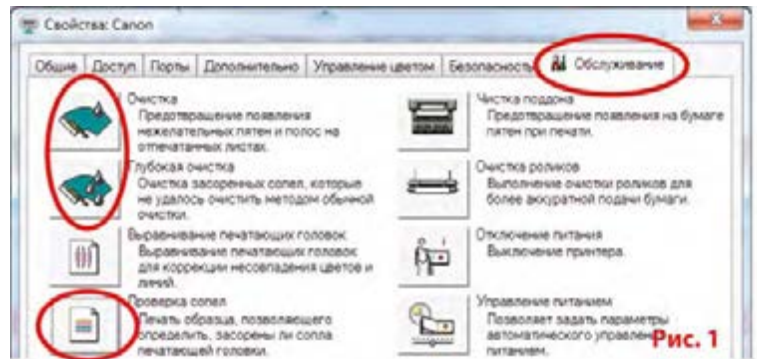 Свойства: Canon
Общие Доступ Порты Дополнительно Управление цветом Безопасность Обслуживание
Очистка
Предотвращение появления
нежелательных пятен и полос на
отпечатанных листах.
Глубокая очистка
Очистка засоренных сопел, которые
не удалось очистить методом обычной
очистки.
Выравнивание печатающих головок
Выравнивание печатающих головок
для коррекции несовпадения цветов и
линий.
Проверка сопел
Печать образца, позволяющего
определить, засорены ли сопла
печатающей головки.
Чистка поддона
Предотвращение появления на бумаге
пятен при печати.
Очистка роликов
Выполнение очистки роликов для
более аккуратной подачи бумаги.
Отключение питания
Выключение принтера.
Управление питанием
Позволяет задать параметры
автоматического
питанием.
Рис. 1